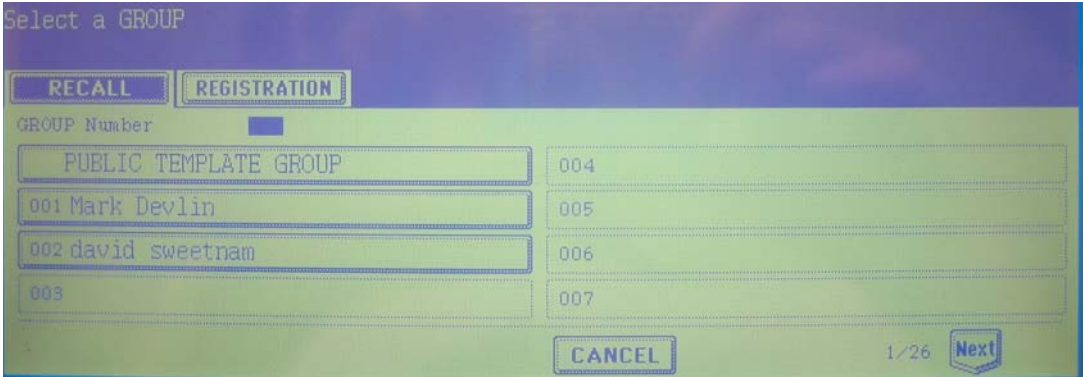 Select a GROUP
RECALL REGISTRATION
GROUP Number
PUBLIC TEMPLATE GROUP
001 Mark Devlin
002 david sweetnam
003
004
005
006
007
CANCEL 1/26 Next